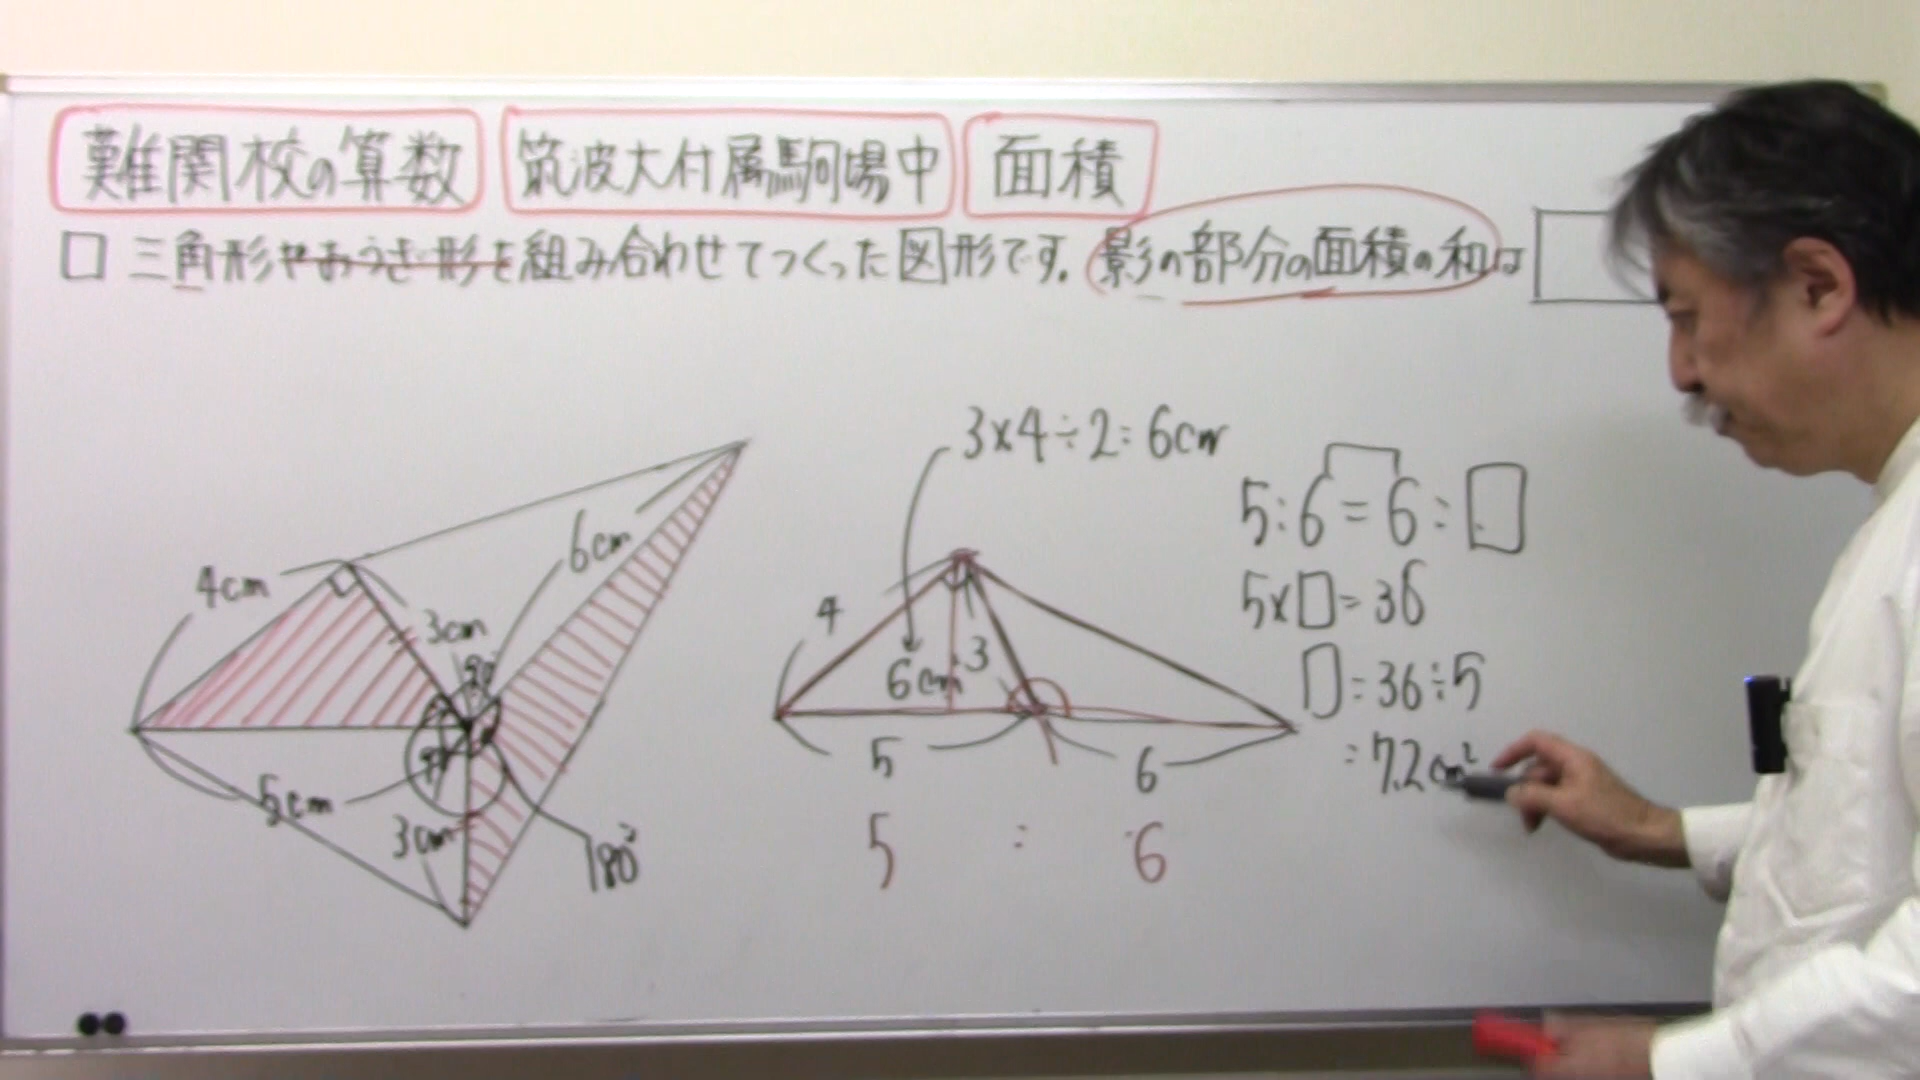 難関校の算数 筑波大付属駒場中 面積
□ 三角形やおうぎ形を組み合わせてつくった図形です。影の部分の面積の和は□
4cm
3cm
6cm
90°
5cm
3cm
180°
3×4÷2=6cm²
4
3
6cm²
5
6
5 : 6
5:6=6:□
5×□=36
□=36÷5
=7.2cm²